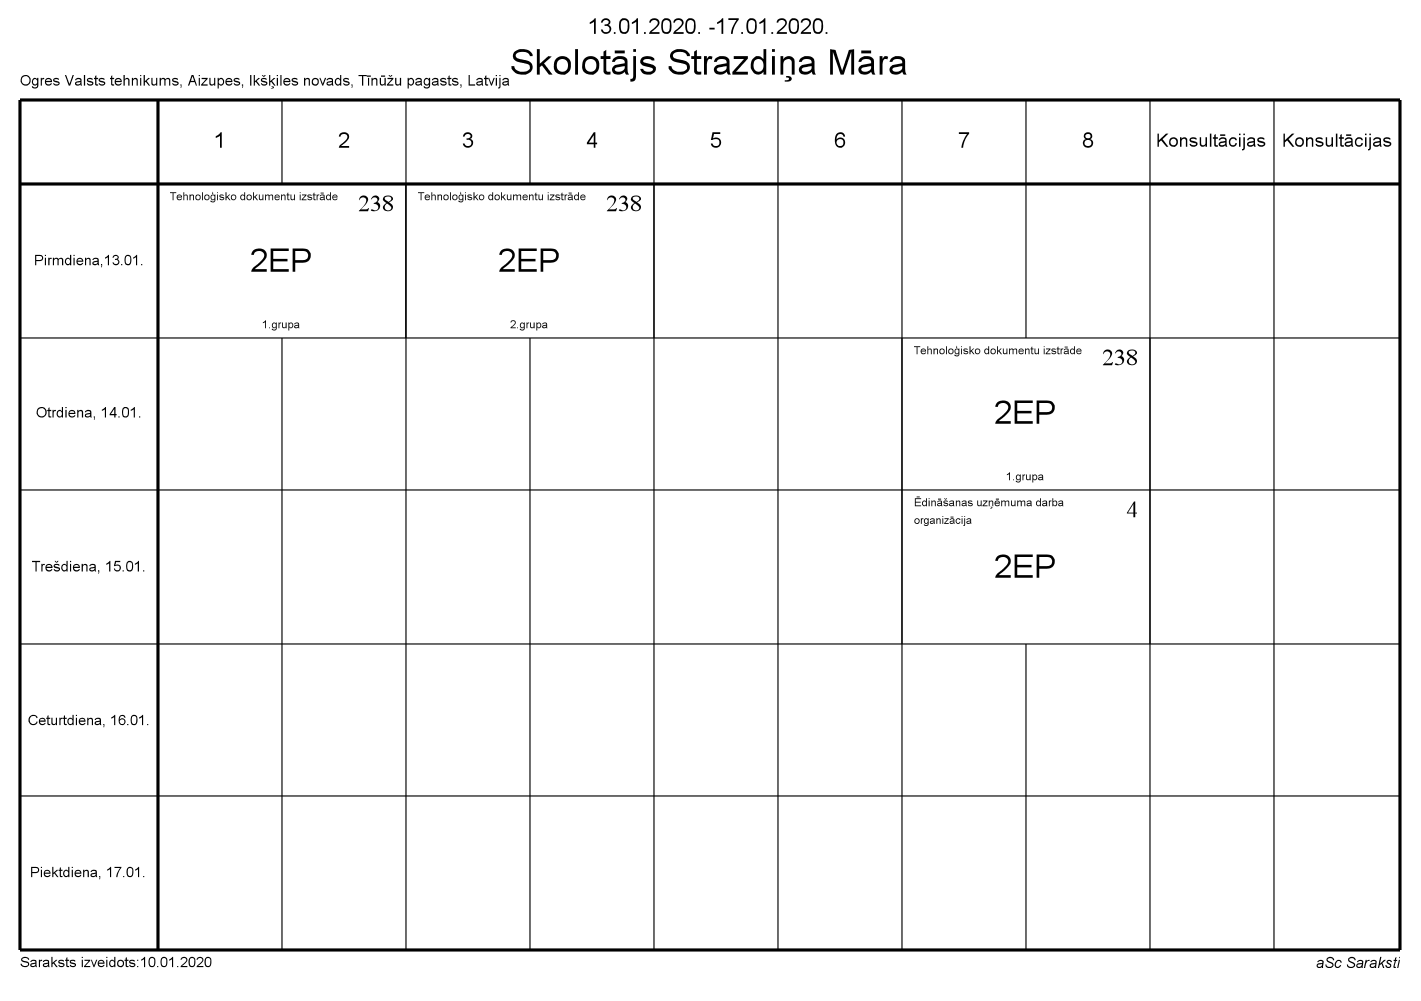 13.01.2020. -17.01.2020.
Skolotājs Strazdiņa Māra
Ogres Valsts tehnikums, Aizupes, Ikšķiles novads, Tīnūžu pagasts, Latvija
1 2 3 4 5 6 7 8 Konsultācijas Konsultācijas
Tehnoloģisko dokumentu izstrāde 238 Tehnoloģisko dokumentu izstrāde 238
Pirmdiena,13.01. 2EP 2EP
1.grupa 2.grupa
Tehnoloģisko dokumentu izstrāde 238
Otrdiena, 14.01. 2EP
1.grupa
Ēdināšanas uzņēmuma darba 4
organizācija
Trešdiena, 15.01. 2EP
Ceturtdiena, 16.01.
Piektdiena, 17.01.
Saraksts izveidots:10.01.2020 aSc Saraksti